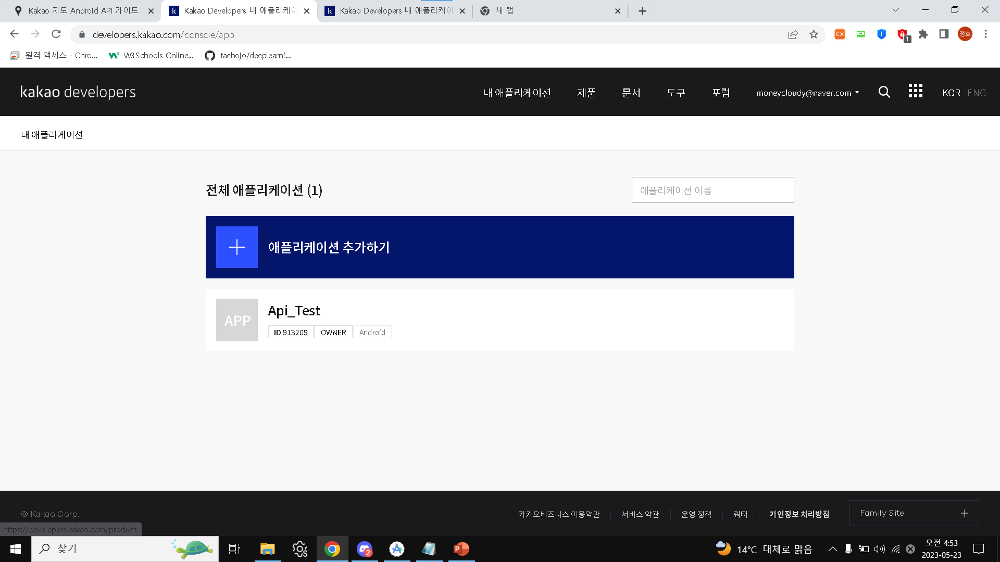 Kakao 지도 Android API 가이드
Kakao Developers 내 애플리케이
Kakao Developers 내 애플리케이
새 탭
developers.kakao.com/console/app
EX
1
정호
원격 액세스 - Chro...
W3Schools Online...
taehojo/deeplearni...
kakao developers
내 애플리케이션
제품
문서
도구
포럼
moneycloudy@naver.com
KOR ENG
내 애플리케이션
전체 애플리케이션 (1)
애플리케이션 이름
애플리케이션 추가하기
APP
Api_Test
ID 913209
OWNER
Android
© Kakao Corp.
카카오비즈니스 이용약관
서비스 약관
운영 정책
쿼터
개인정보 처리방침
Family Site
https://developers.kakao.com/product
찾기
2
14°C 대체로 맑음
오전 4:53
2023-05-23